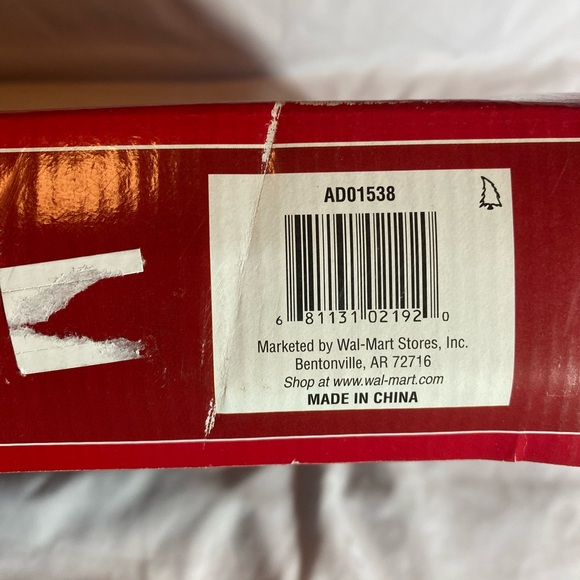 AD01538
6 81131 02192 0
Marketed by Wal-Mart Stores, Inc.
Bentonville, AR 72716
Shop at www.wal-mart.com
MADE IN CHINA